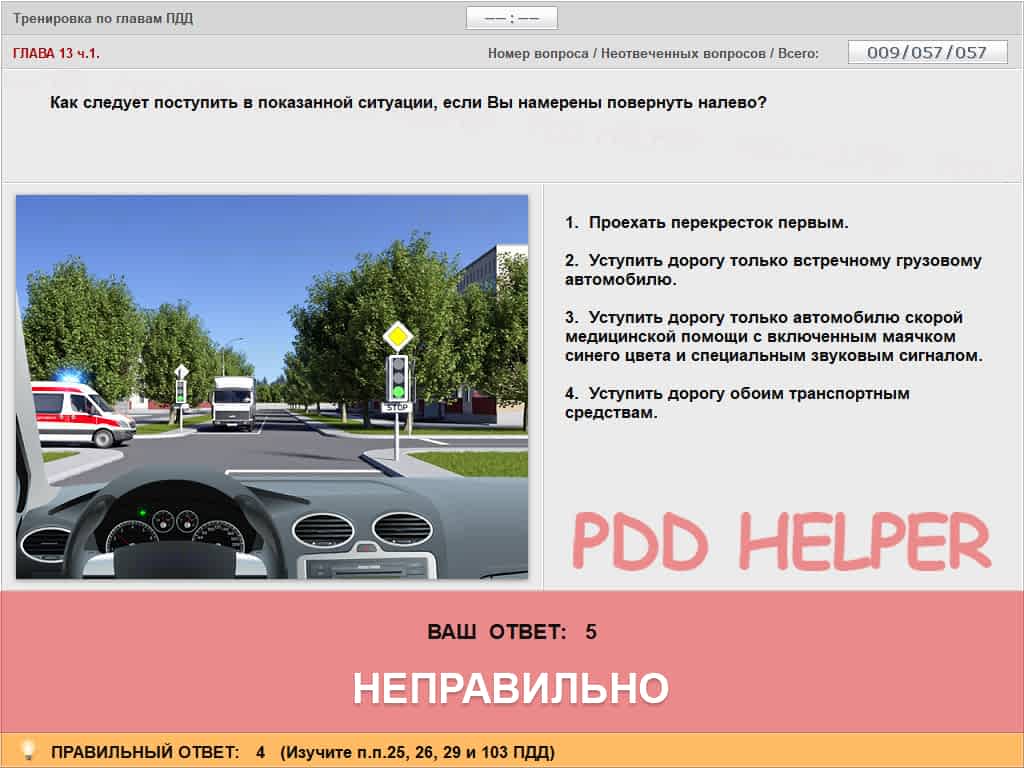 Тренировка по главам ПДД
—— : ——
ГЛАВА 13 ч.1.
Номер вопроса / Неотвеченных вопросов / Всего:
009/057/057
Как следует поступить в показанной ситуации, если Вы намерены повернуть налево?
1. Проехать перекресток первым.
2. Уступить дорогу только встречному грузовому
автомобилю.
3. Уступить дорогу только автомобилю скорой
медицинской помощи с включенным маячком
синего цвета и специальным звуковым сигналом.
4. Уступить дорогу обоим транспортным
средствам.
STOP
PDD HELPER
ВАШ ОТВЕТ: 5
НЕПРАВИЛЬНО
ПРАВИЛЬНЫЙ ОТВЕТ: 4 (Изучите п.п.25, 26, 29 и 103 ПДД)